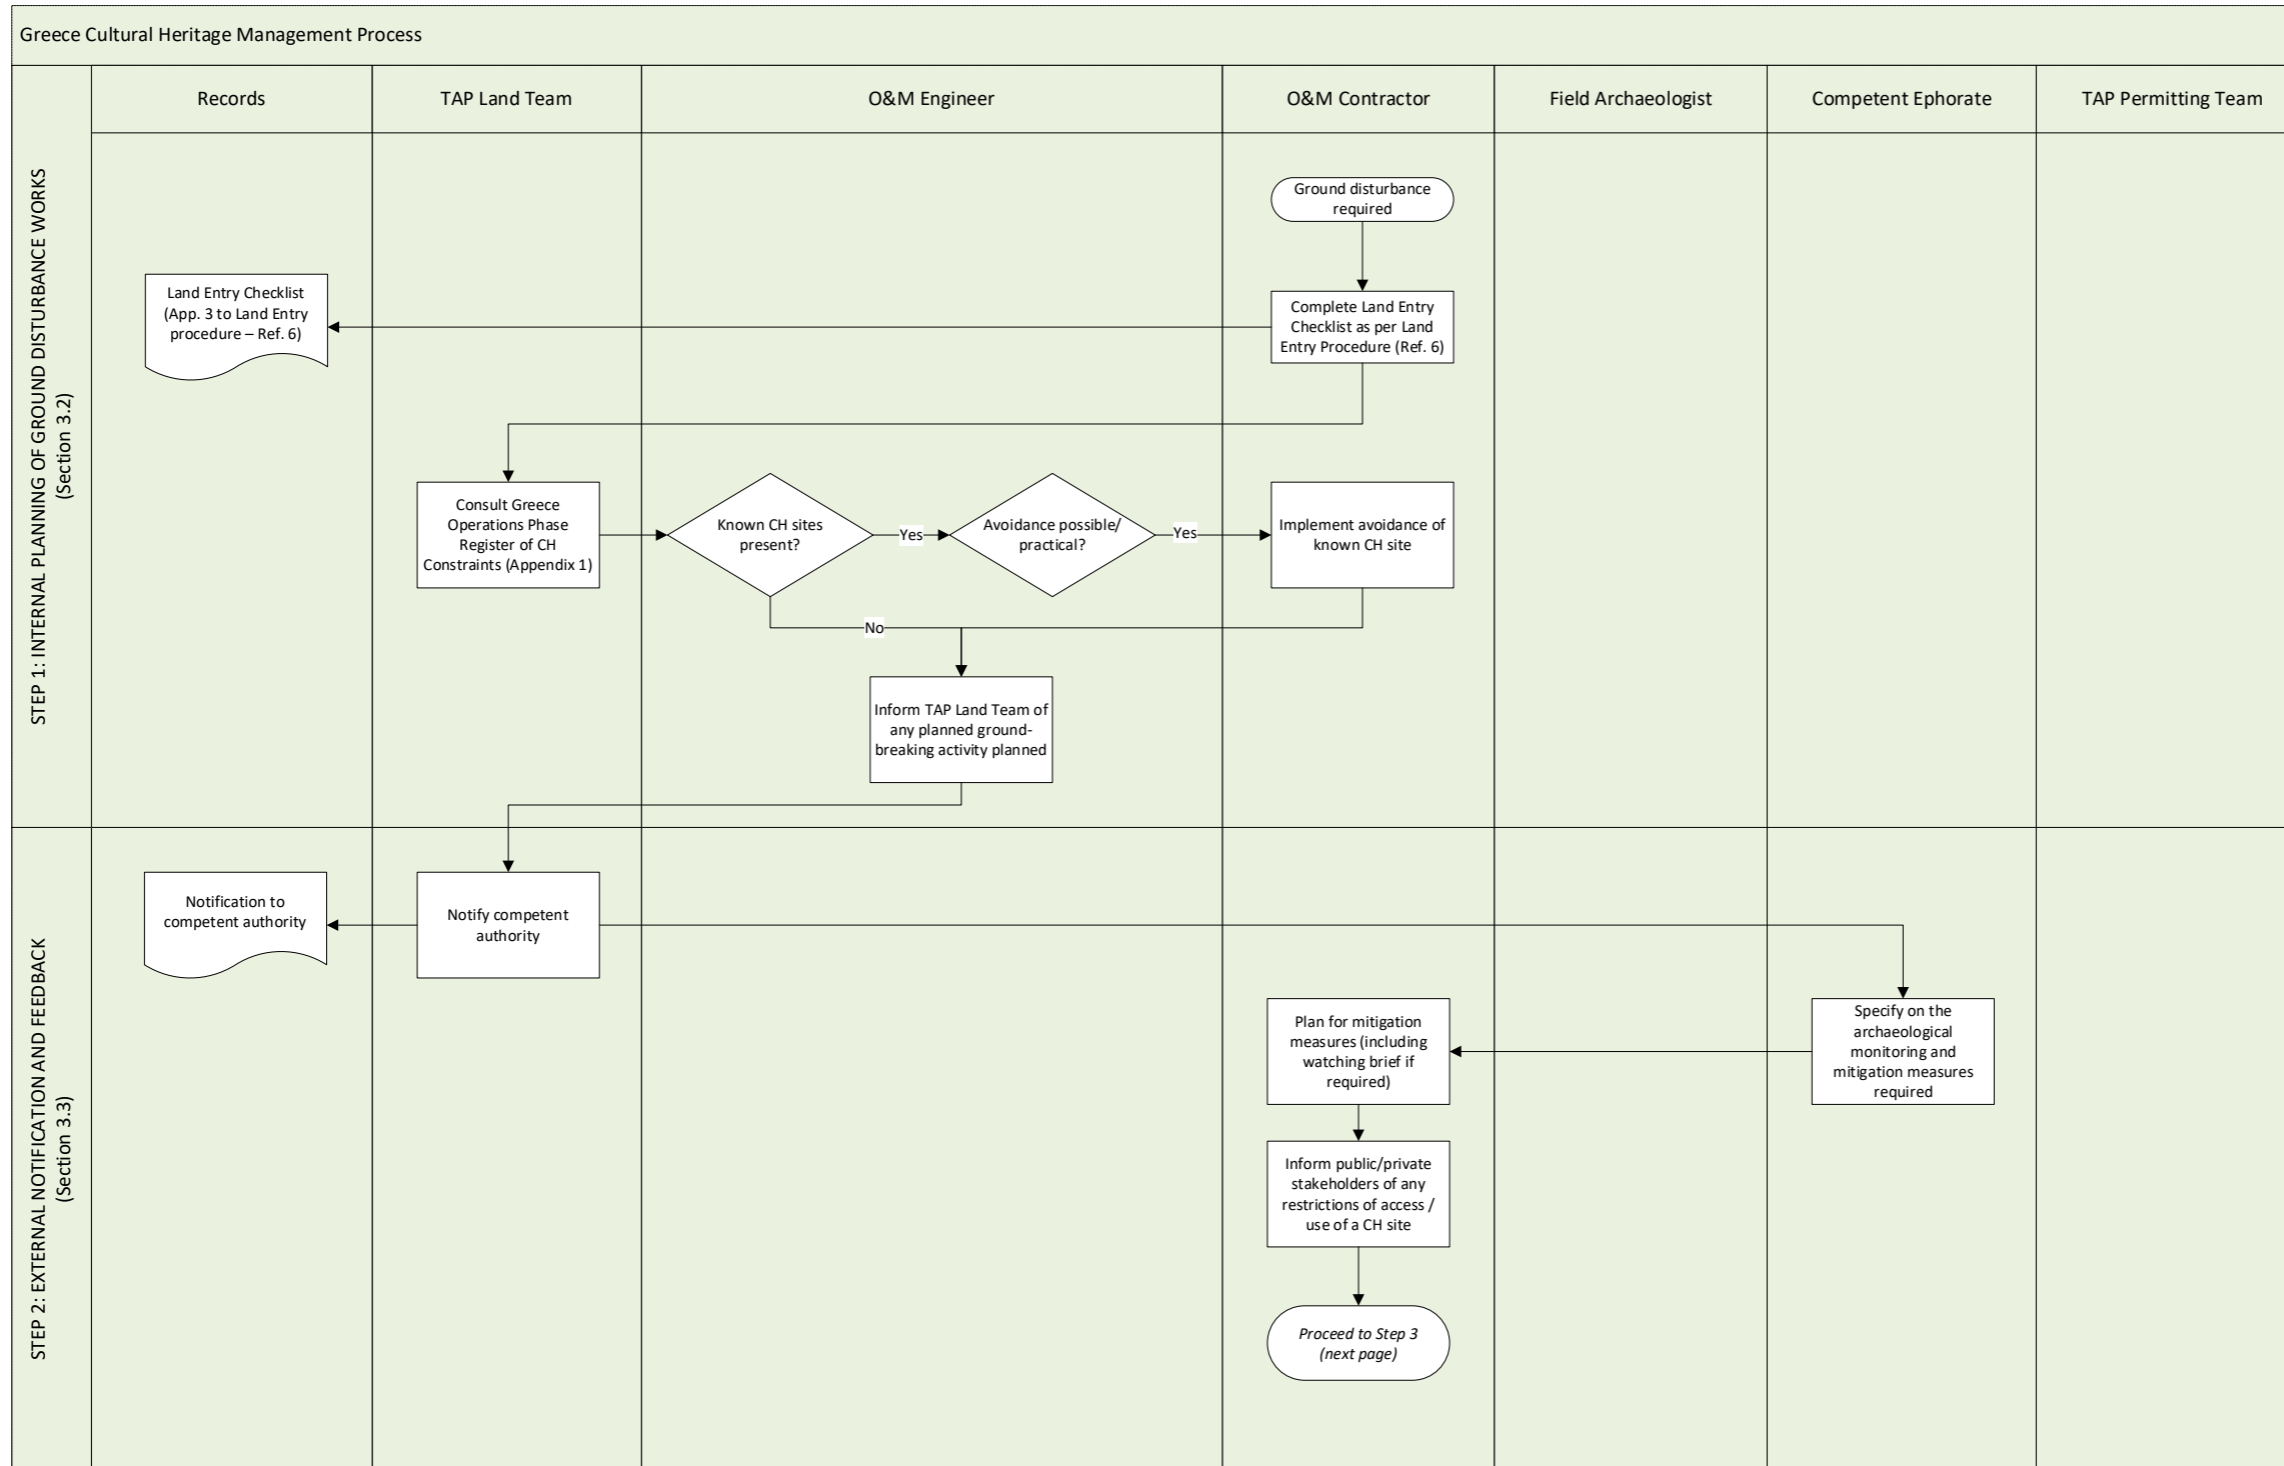 Greece Cultural Heritage Management Process
Records
TAP Land Team
O&M Engineer
O&M Contractor
Field Archaeologist
Competent Ephorate
TAP Permitting Team
STEP 1: INTERNAL PLANNING OF GROUND DISTURBANCE WORKS
(Section 3.2)
Ground disturbance
required
Land Entry Checklist
(App. 3 to Land Entry
procedure – Ref. 6)
Complete Land Entry
Checklist as per Land
Entry Procedure (Ref. 6)
Consult Greece
Operations Phase
Register of CH
Constraints (Appendix 1)
Known CH sites
present?
Yes
Avoidance possible/
practical?
Yes
Implement avoidance of
known CH site
No
Inform TAP Land Team of
any planned ground-
breaking activity planned
STEP 2: EXTERNAL NOTIFICATION AND FEEDBACK
(Section 3.3)
Notification to
competent authority
Notify competent
authority
Specify on the
archaeological
monitoring and
mitigation measures
required
Plan for mitigation
measures (including
watching brief if
required)
Inform public/private
stakeholders of any
restrictions of access /
use of a CH site
Proceed to Step 3
(next page)